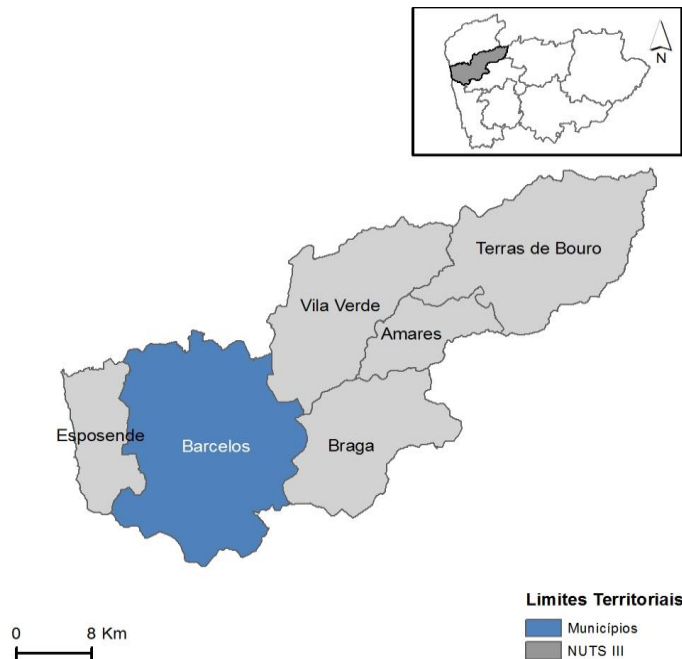 N
Terras de Bouro
Vila Verde
Amares
Esposende
Barcelos
Braga
Limites Territoriais
0 8 Km
Municípios
NUTS III